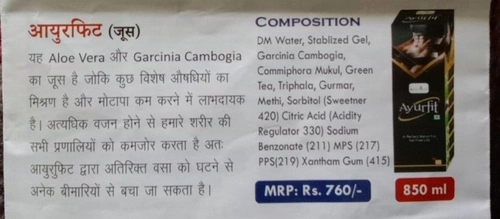 आयुरफिट (जूस)
यह Aloe Vera और Garcinia Cambogia
का जूस है जोकि कुछ विशेष औषधियों का
मिश्रण है और मोटापा कम करने में लाभदायक
है। अत्यधिक वजन होने से हमारे शरीर की
सभी प्रणालियों को कमजोर करता है अतः
आयुरफिट द्वारा अतिरिक्त वसा को घटने से
अनेक बीमारियों से बचा जा सकता है।
COMPOSITION
DM Water, Stablized Gel,
Garcinia Cambogia,
Commiphora Mukul, Green
Tea, Triphala, Gurmar,
Methi, Sorbitol (Sweetner
420) Citric Acid (Acidity
Regulator 330) Sodium
Benzonate (211) MPS (217)
PPS(219) Xantham Gum (415)
MRP: Rs. 760/-
Ayurfit
850 ml